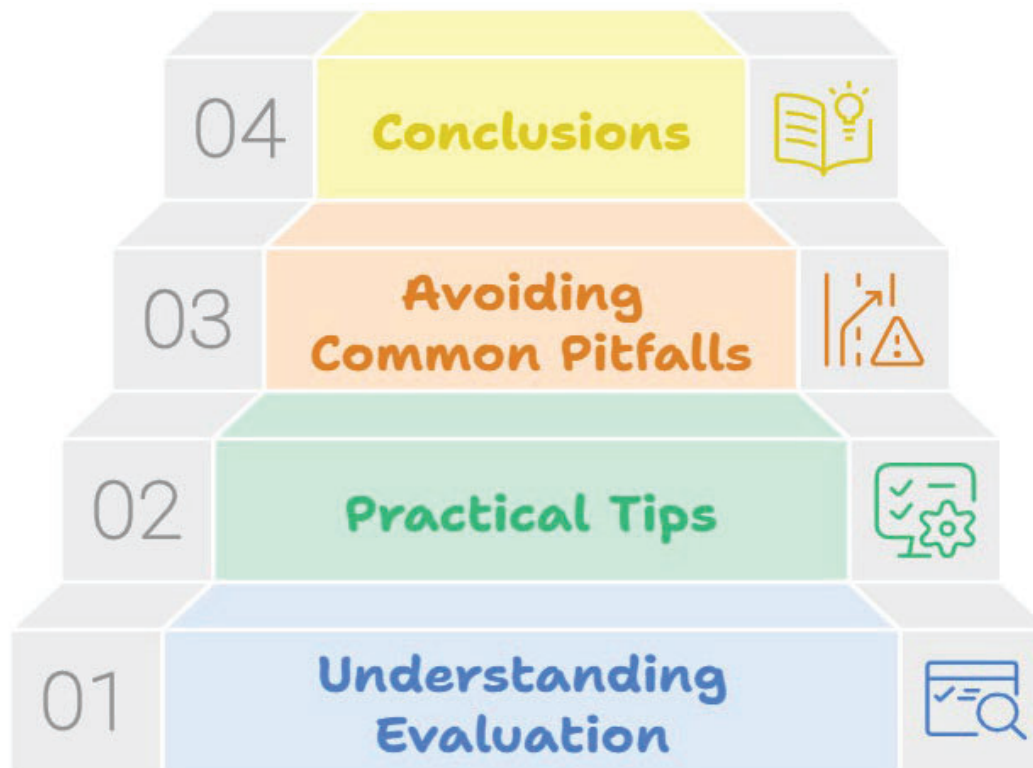 04
Conclusions
03
Avoiding
Common Pitfalls
02
Practical Tips
01
Understanding
Evaluation